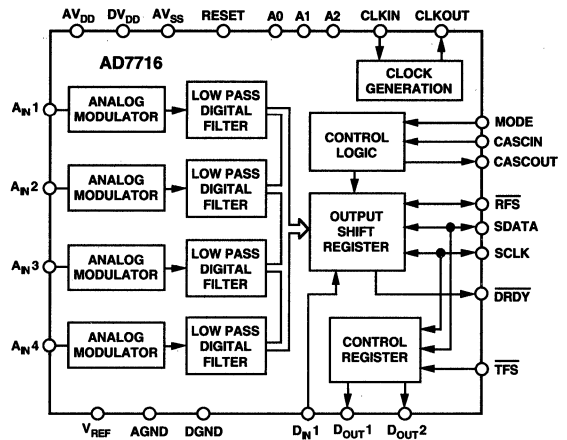 AVDD DVDD AVSS RESET A0 A1 A2 CLKIN CLKOUT
AD7716
CLOCK
GENERATION
AIN1
ANALOG
MODULATOR
LOW PASS
DIGITAL
FILTER
AIN2
ANALOG
MODULATOR
LOW PASS
DIGITAL
FILTER
AIN3
ANALOG
MODULATOR
LOW PASS
DIGITAL
FILTER
AIN4
ANALOG
MODULATOR
LOW PASS
DIGITAL
FILTER
CONTROL
LOGIC
OUTPUT
SHIFT
REGISTER
CONTROL
REGISTER
MODE
CASCIN
CASCOUT
RFS
SDATA
SCLK
DRDY
TFS
VREF AGND DGND DIN1 DOUT1 DOUT2